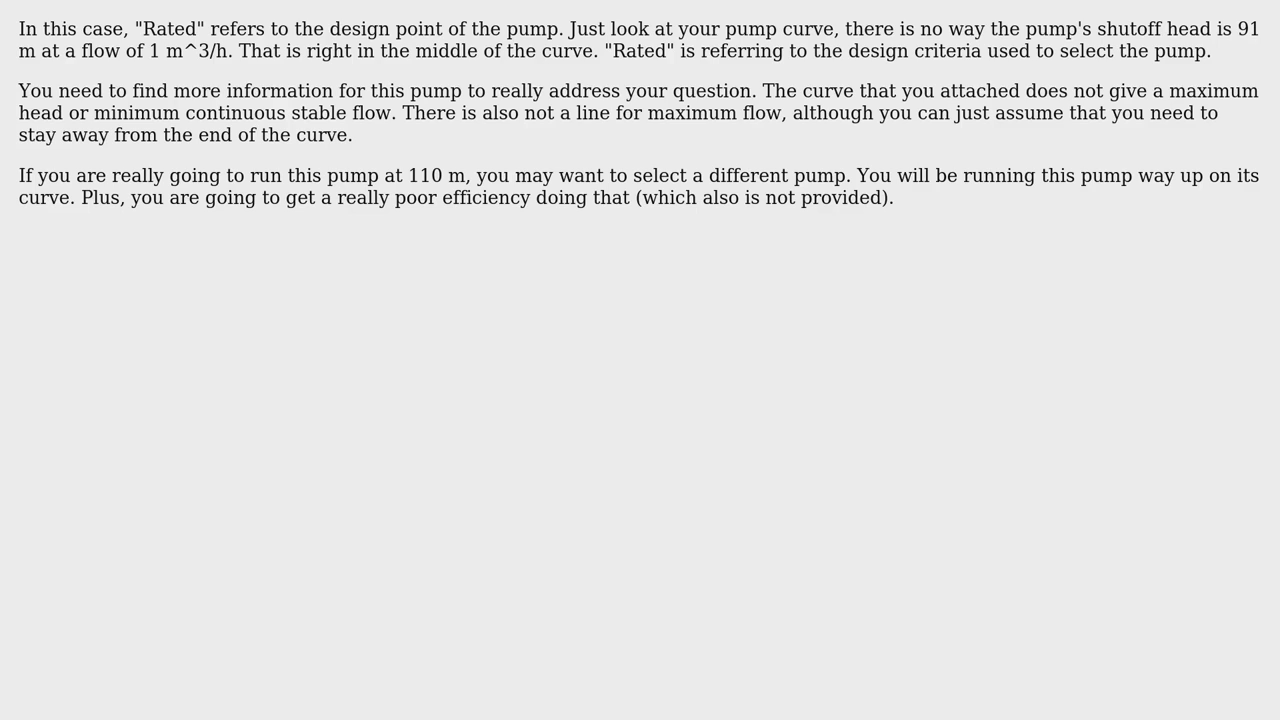 In this case, "Rated" refers to the design point of the pump. Just look at your pump curve, there is no way the pump's shutoff head is 91
m at a flow of 1 m^3/h. That is right in the middle of the curve. "Rated" is referring to the design criteria used to select the pump.
You need to find more information for this pump to really address your question. The curve that you attached does not give a maximum
head or minimum continuous stable flow. There is also not a line for maximum flow, although you can just assume that you need to
stay away from the end of the curve.
If you are really going to run this pump at 110 m, you may want to select a different pump. You will be running this pump way up on its
curve. Plus, you are going to get a really poor efficiency doing that (which also is not provided).